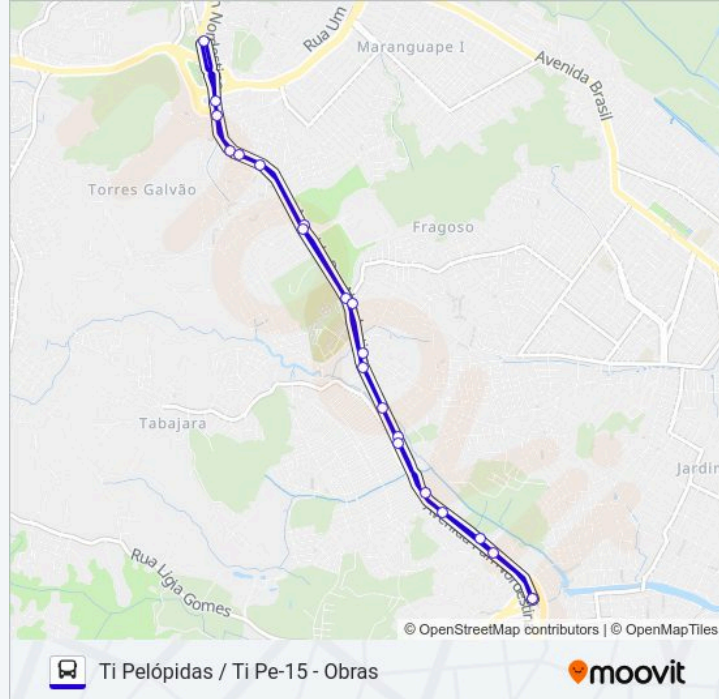 Rua Um
Maranguape I
Avenida Brasil
Torres Galvão
Fragoso
Tabajara
Jardim
Rua Lígia Gomes
© OpenStreetMap contributors | © OpenMapTiles
Ti Pelópidas / Ti Pe-15 - Obras
moovit